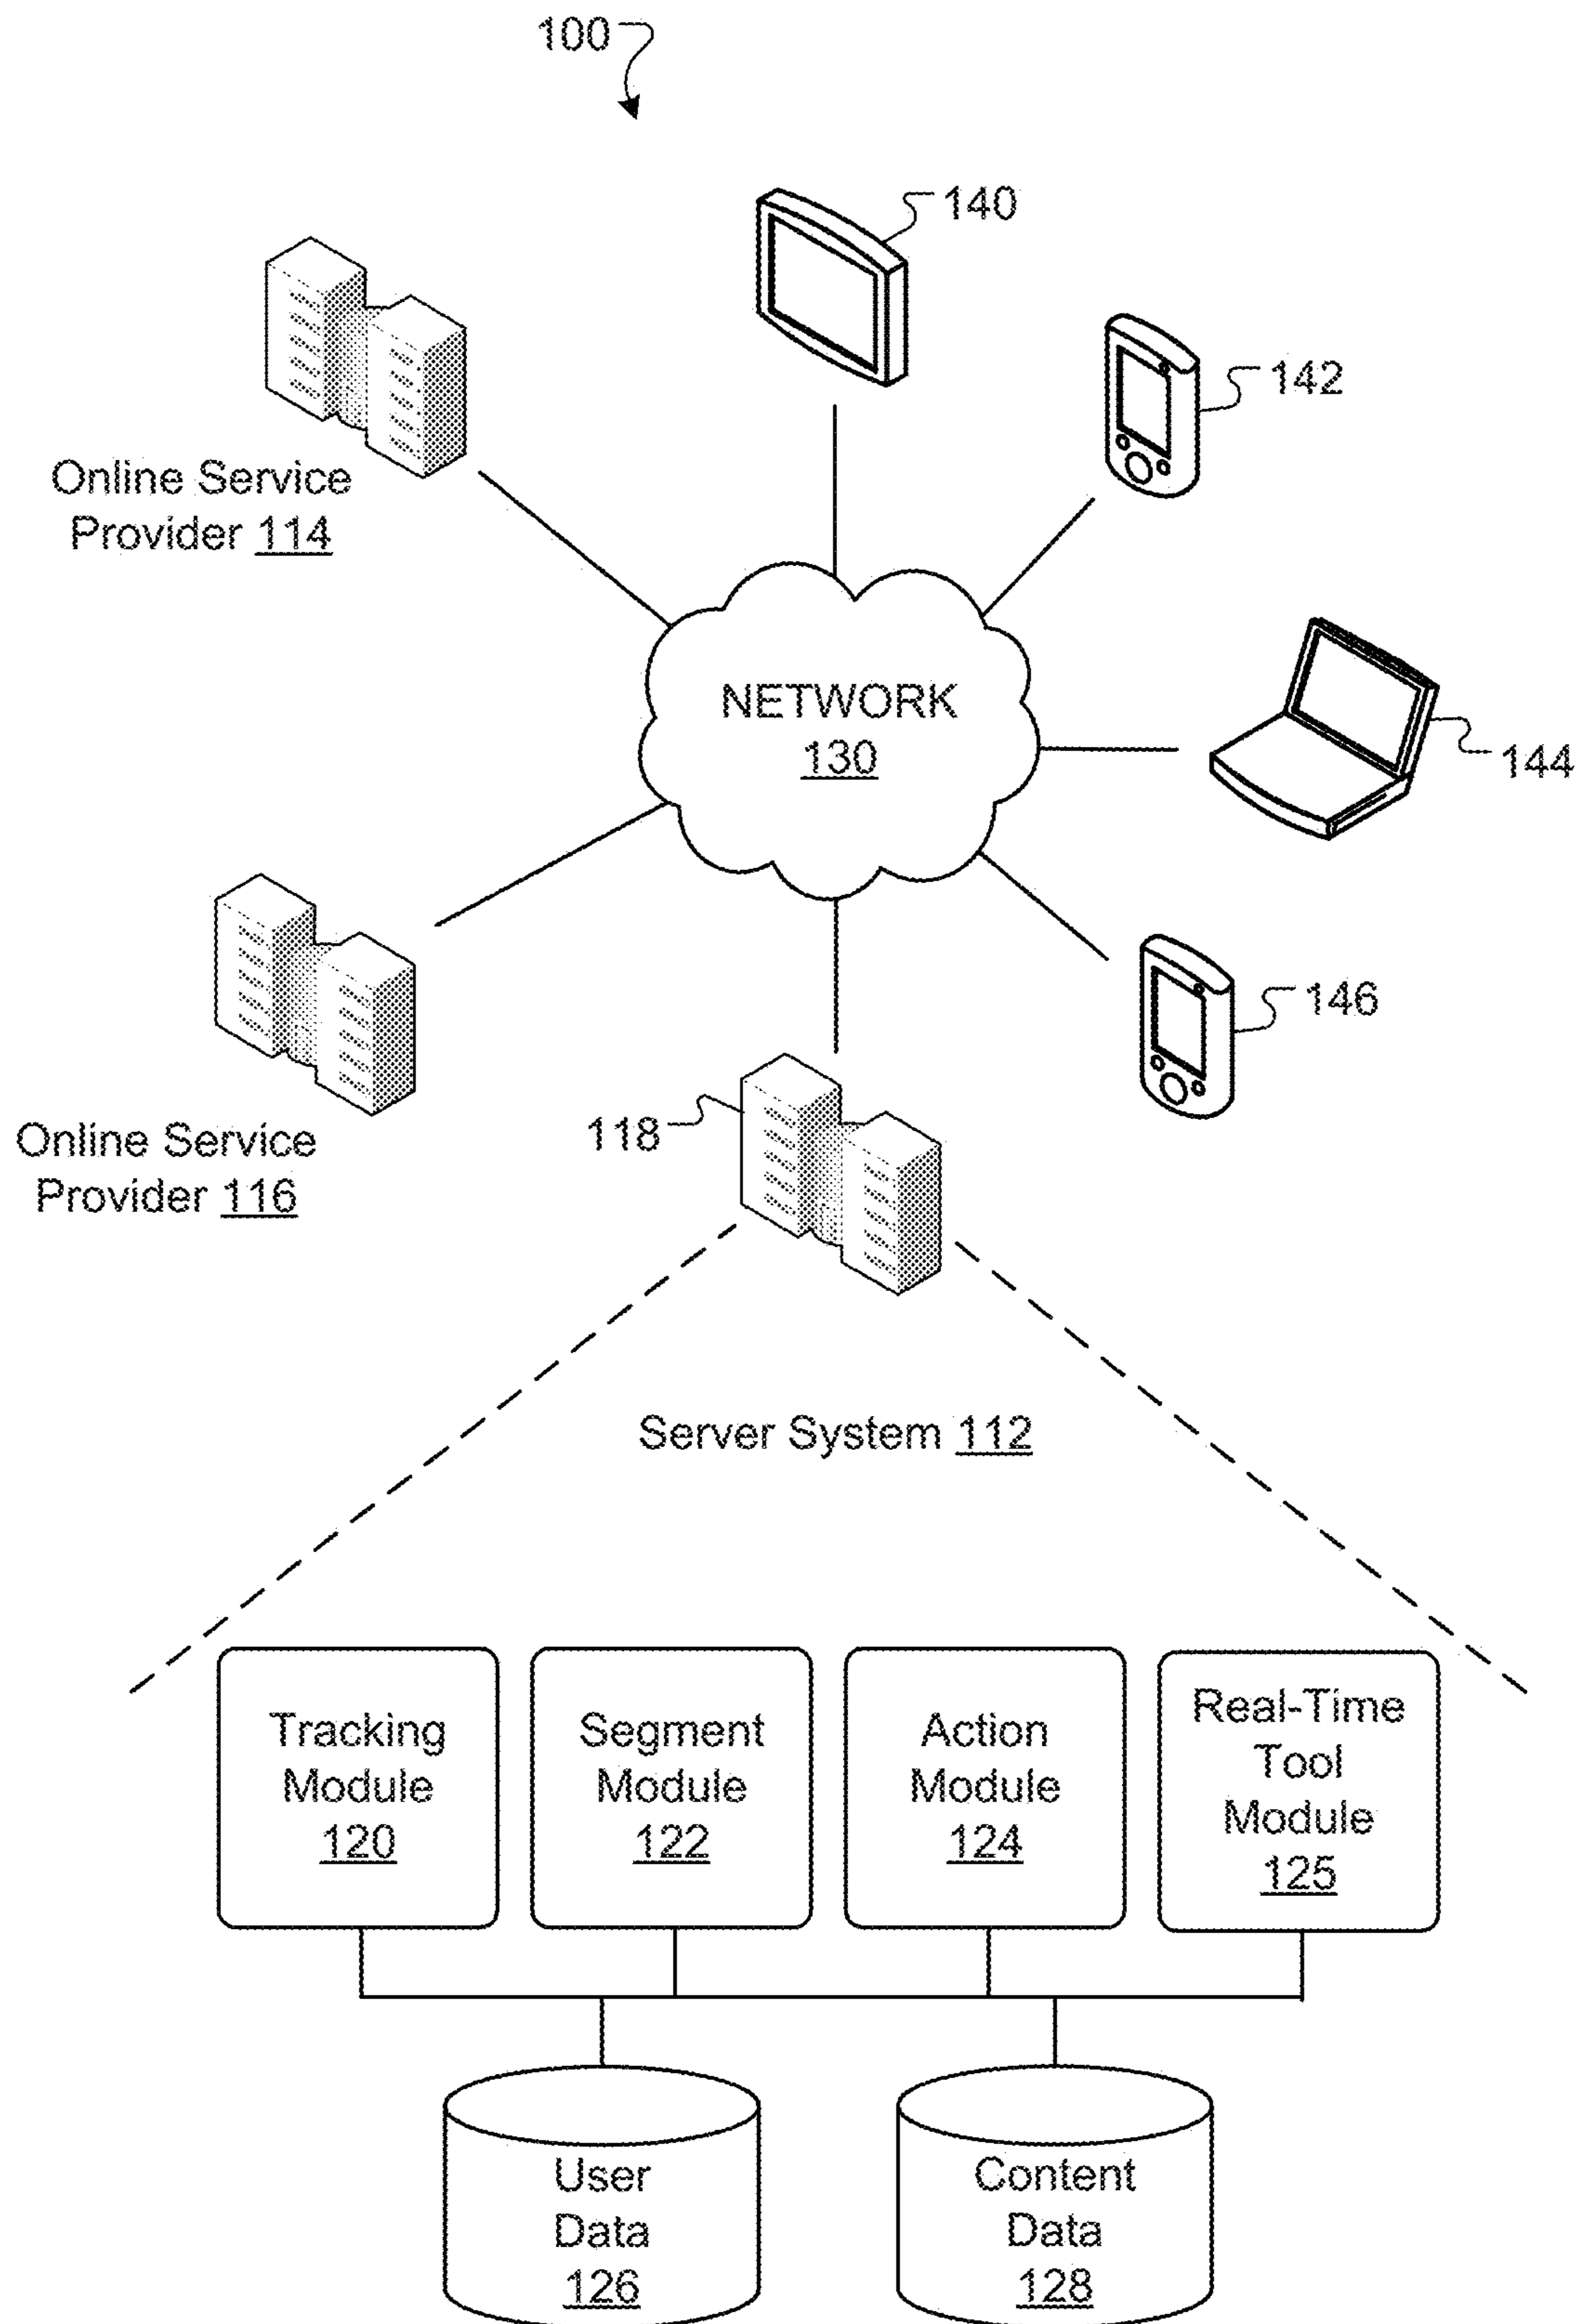 100
140
142
Online Service
Provider 114
NETWORK
130
144
146
118
Online Service
Provider 116
Server System 112
Tracking
Module
120
Segment
Module
122
Action
Module
124
Real-Time
Tool
Module
125
User
Data
126
Content
Data
128